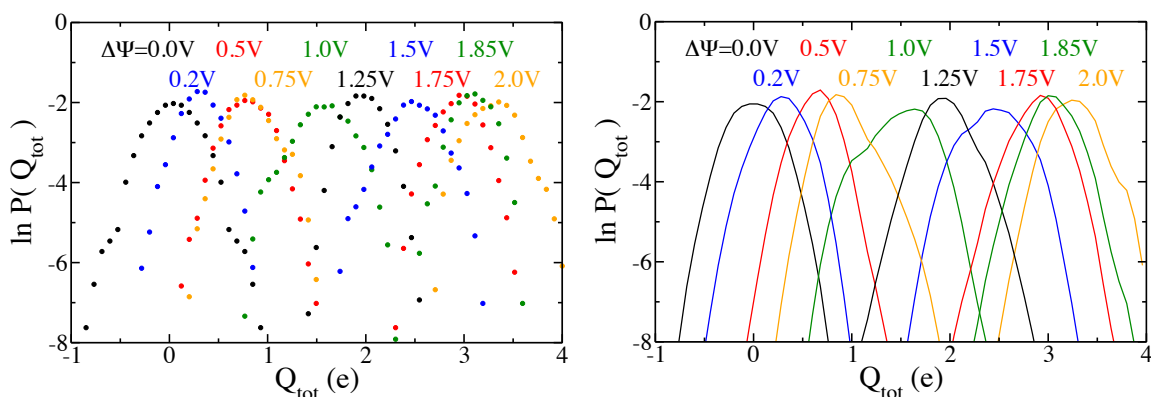 0
ΔΨ=0.0V 0.5V 1.0V 1.5V 1.85V
0.2V 0.75V 1.25V 1.75V 2.0V
-2
-4
-6
-8
-1 0 1 2 3 4
ln P( Q_tot )
Q_tot (e)
0
ΔΨ=0.0V 0.5V 1.0V 1.5V 1.85V
0.2V 0.75V 1.25V 1.75V 2.0V
-2
-4
-6
-8
-1 0 1 2 3 4
ln P( Q_tot )
Q_tot (e)